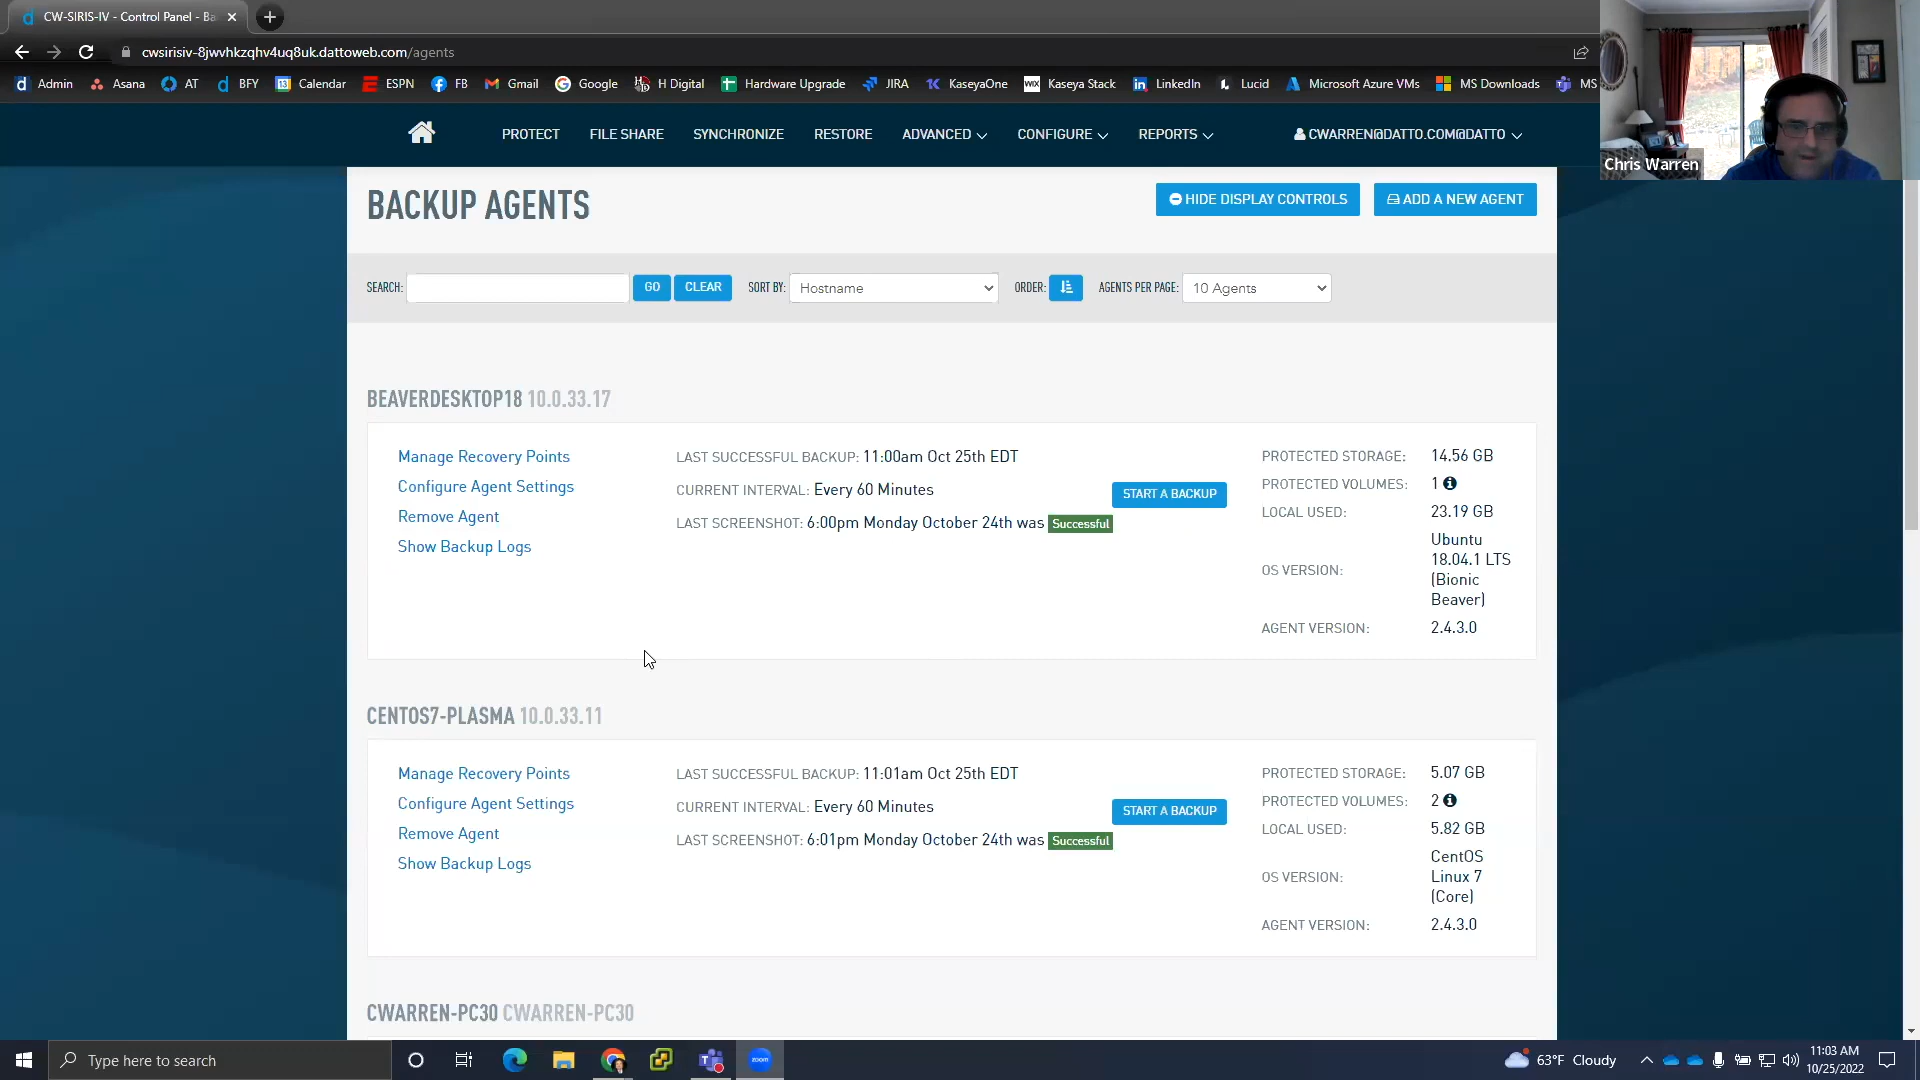 CW-SIRIS-IV - Control Panel - Ba
cwsirisiv-8jwvhkzqhv4uq8uk.dattoweb.com/agents
Admin Asana AT BFY Calendar ESPN FB Gmail Google H Digital Hardware Upgrade JIRA KaseyaOne Kaseya Stack LinkedIn Lucid Microsoft Azure VMs MS Downloads MS
PROTECT FILE SHARE SYNCHRONIZE RESTORE ADVANCED CONFIGURE REPORTS CWARREN@DATTO.COM@DATTO
Chris Warren
BACKUP AGENTS
HIDE DISPLAY CONTROLS ADD A NEW AGENT
SEARCH: GO CLEAR SORT BY: Hostname ORDER: AGENTS PER PAGE: 10 Agents
BEAVERDESKTOP18 10.0.33.17
Manage Recovery Points
Configure Agent Settings
Remove Agent
Show Backup Logs
LAST SUCCESSFUL BACKUP: 11:00am Oct 25th EDT
CURRENT INTERVAL: Every 60 Minutes
LAST SCREENSHOT: 6:00pm Monday October 24th was Successful
START A BACKUP
PROTECTED STORAGE: 14.56 GB
PROTECTED VOLUMES: 1
LOCAL USED: 23.19 GB
OS VERSION: Ubuntu
18.04.1 LTS
(Bionic
Beaver)
AGENT VERSION: 2.4.3.0
CENTOS7-PLASMA 10.0.33.11
Manage Recovery Points
Configure Agent Settings
Remove Agent
Show Backup Logs
LAST SUCCESSFUL BACKUP: 11:01am Oct 25th EDT
CURRENT INTERVAL: Every 60 Minutes
LAST SCREENSHOT: 6:01pm Monday October 24th was Successful
START A BACKUP
PROTECTED STORAGE: 5.07 GB
PROTECTED VOLUMES: 2
LOCAL USED: 5.82 GB
OS VERSION: CentOS
Linux 7
(Core)
AGENT VERSION: 2.4.3.0
CWARREN-PC30 CWARREN-PC30
Type here to search
zoom
63°F Cloudy
11:03 AM
10/25/2022